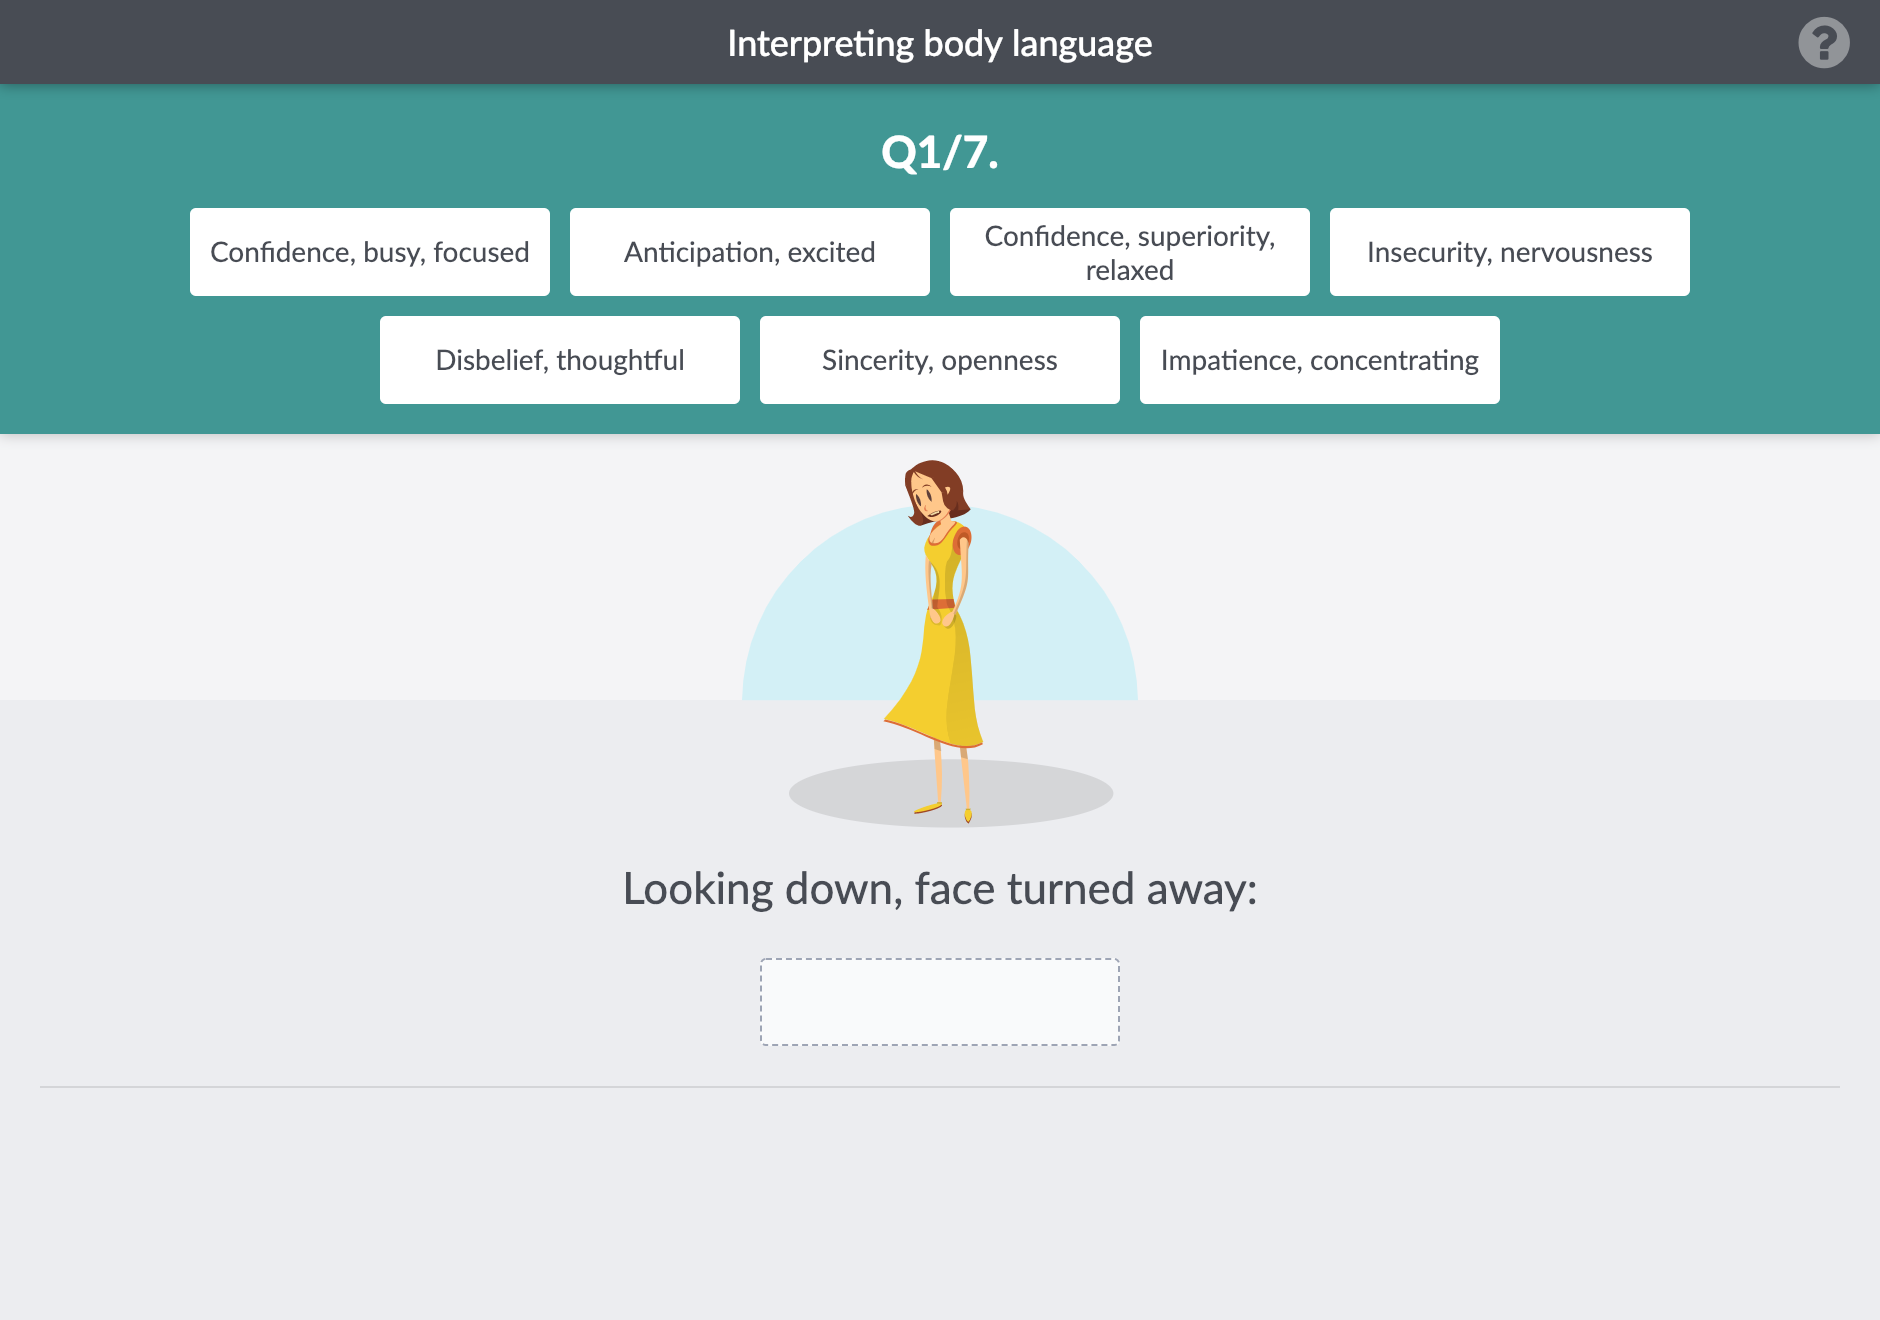 Interpreting body language
?
Q1/7.
Confidence, busy, focused
Anticipation, excited
Confidence, superiority,
relaxed
Insecurity, nervousness
Disbelief, thoughtful
Sincerity, openness
Impatience, concentrating
Looking down, face turned away: